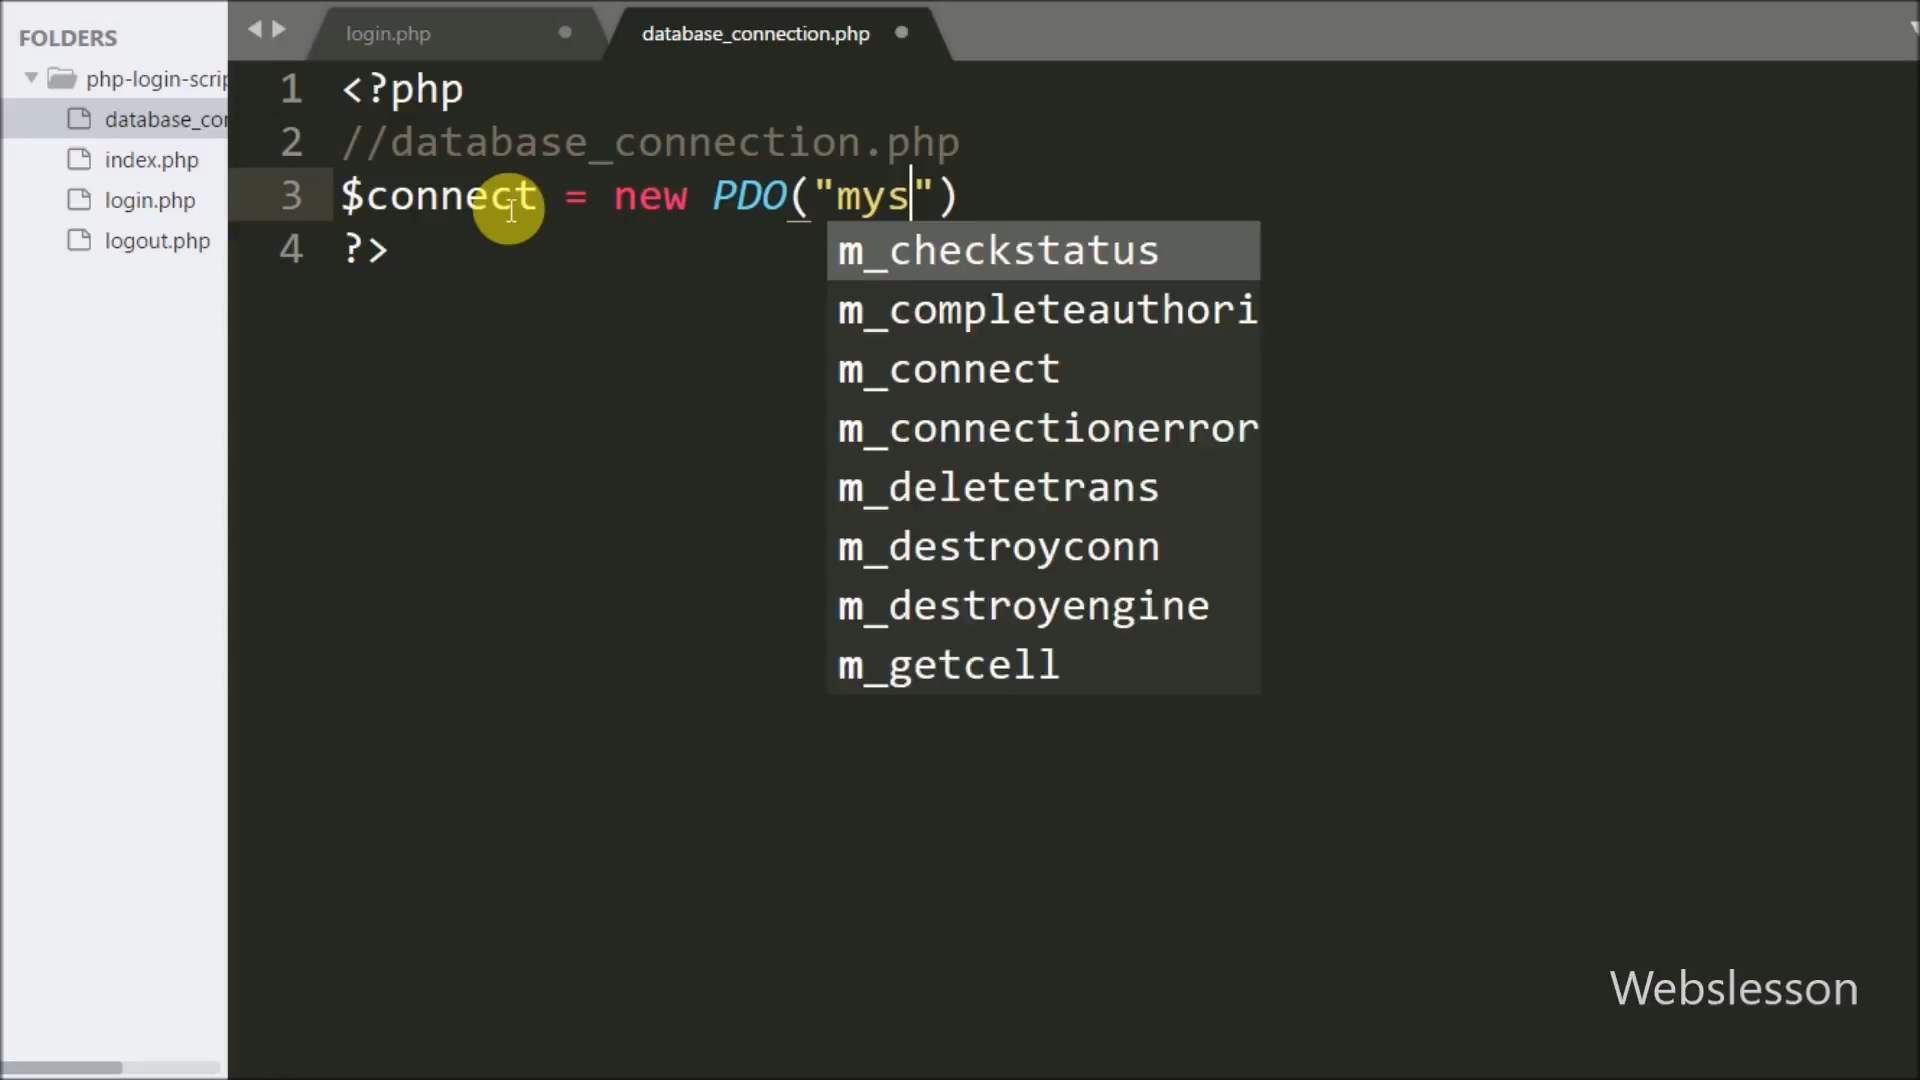 FOLDERS
php-login-scrip
database_con
index.php
login.php
logout.php
login.php
database_connection.php
1 <?php
2 //database_connection.php
3 $connect = new PDO("mys")
4 ?>
m_checkstatus
m_completeauthori
m_connect
m_connectionerror
m_deletetrans
m_destroyconn
m_destroyengine
m_getcell
Webslesson